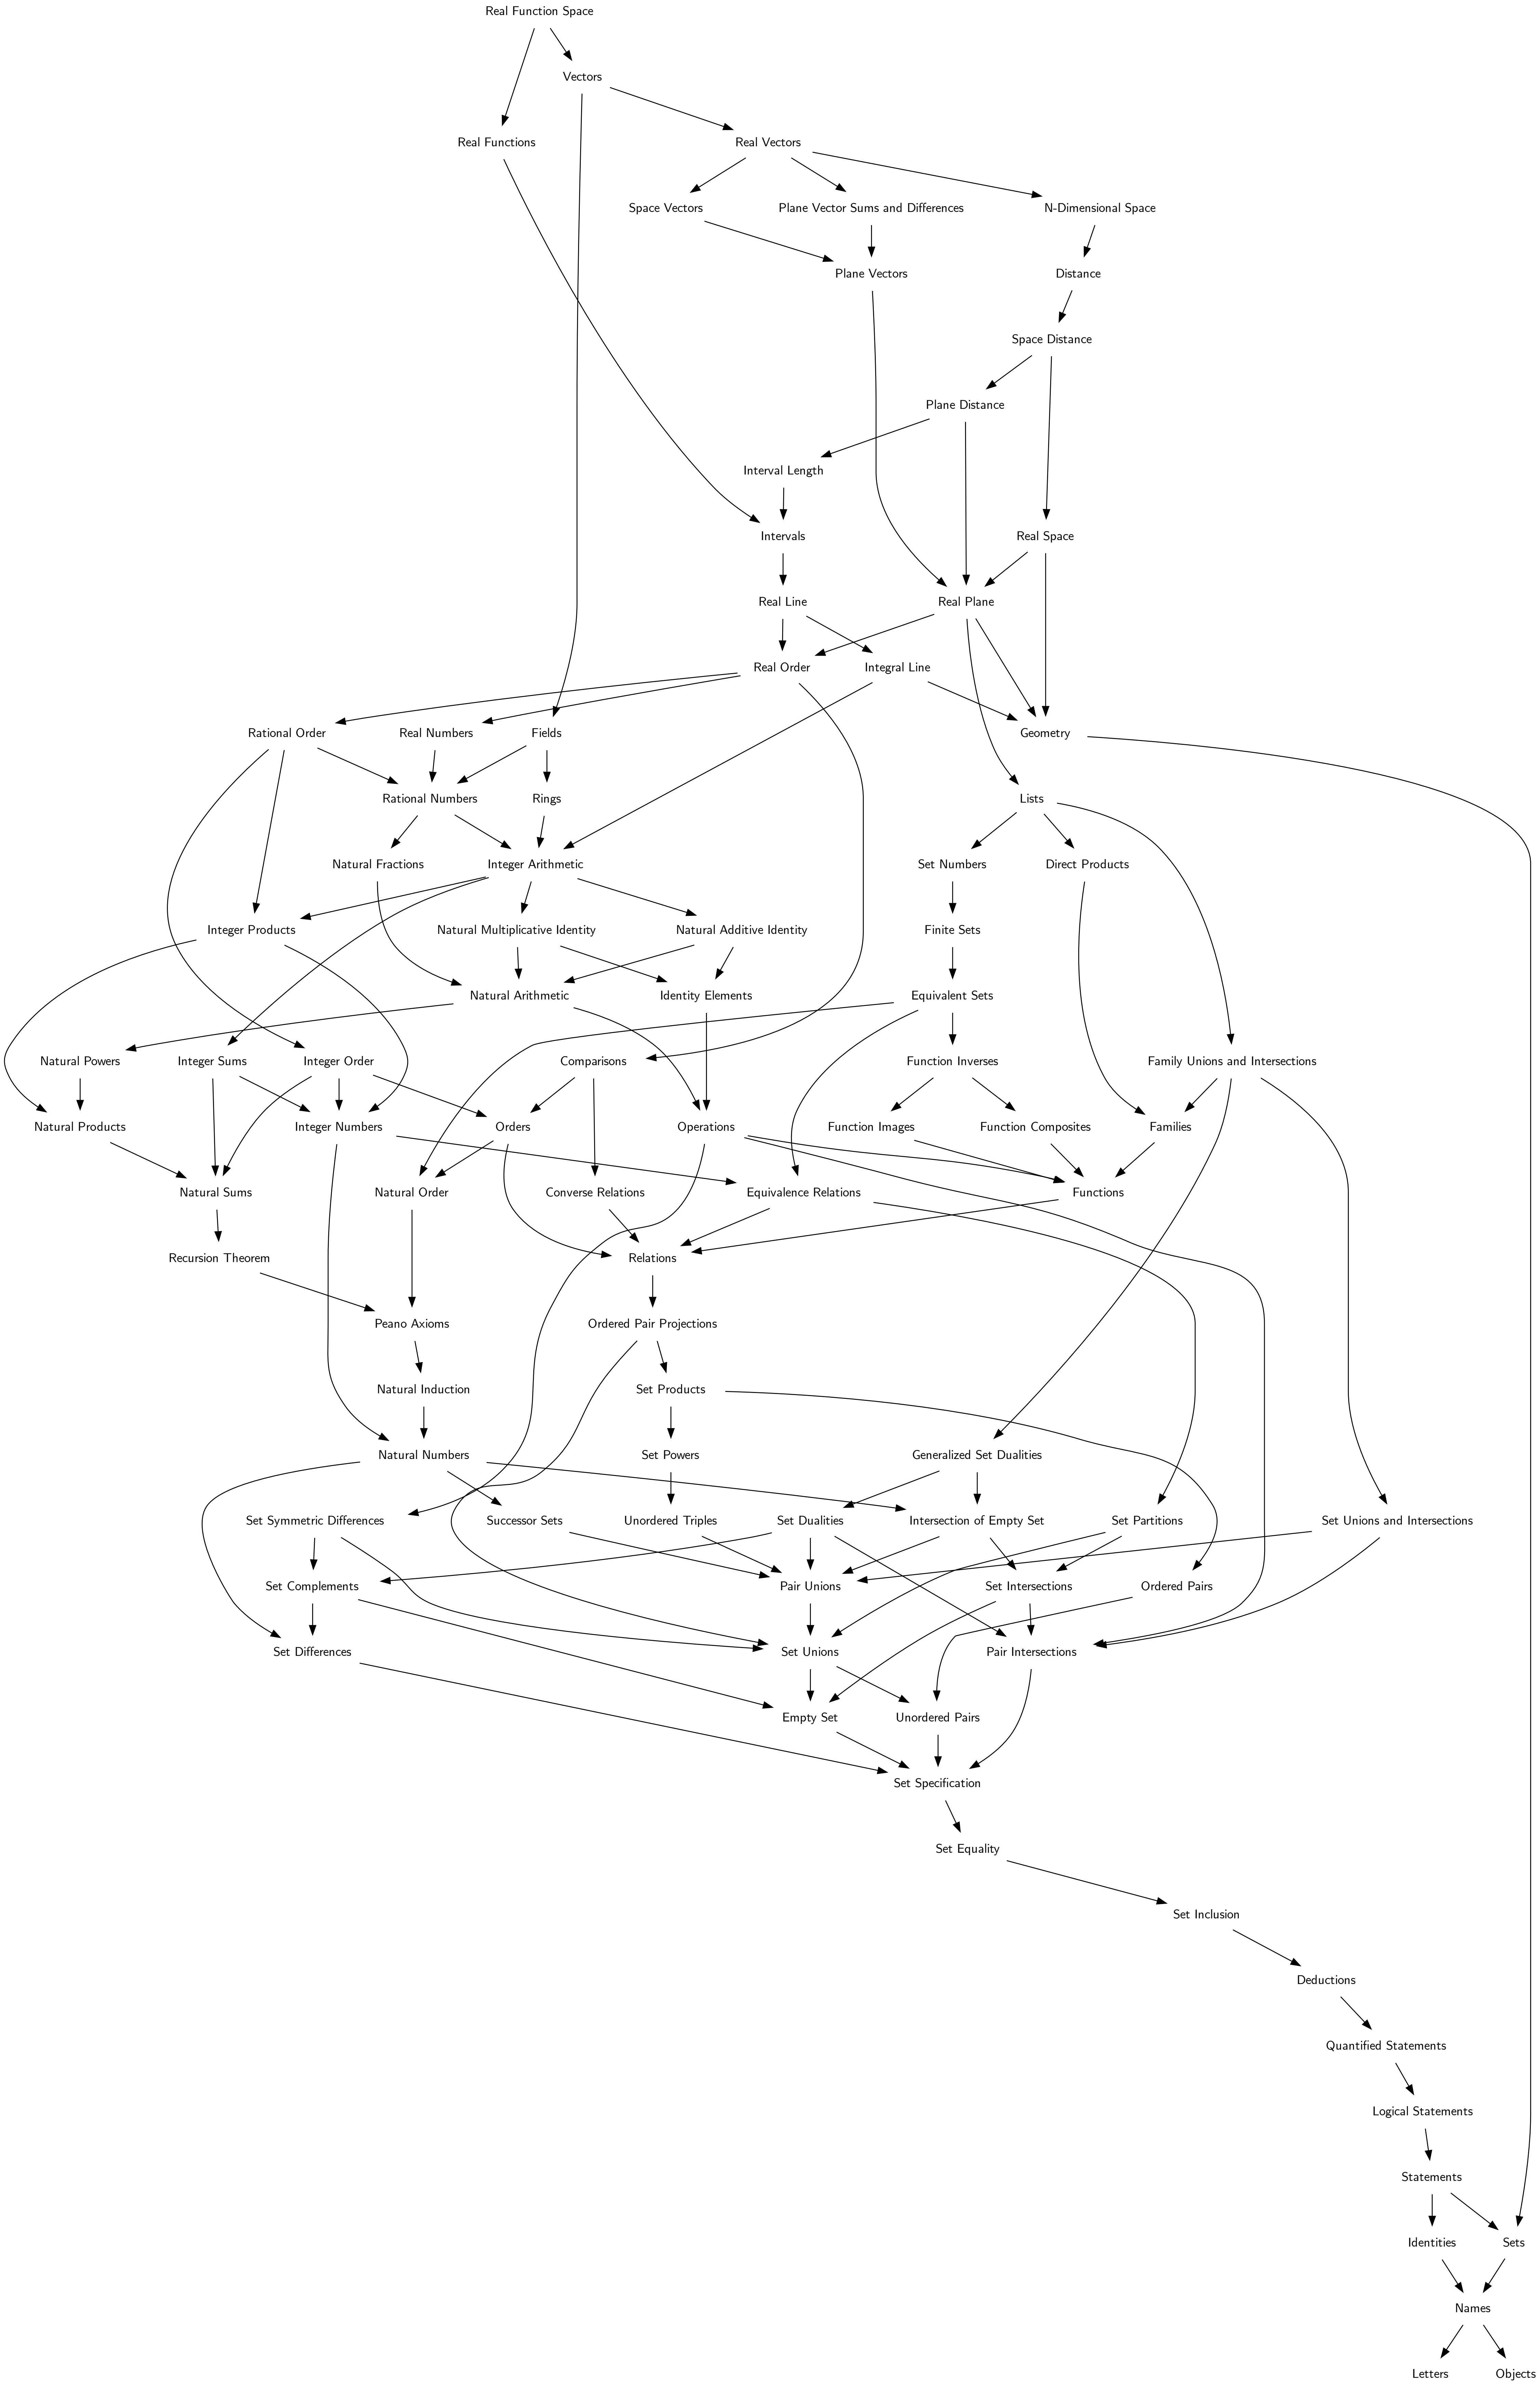 Real Function Space
Vectors
Real Functions
Real Vectors
Space Vectors
Plane Vector Sums and Differences
N-Dimensional Space
Plane Vectors
Distance
Space Distance
Plane Distance
Interval Length
Intervals
Real Space
Real Line
Real Plane
Real Order
Integral Line
Rational Order
Real Numbers
Fields
Geometry
Rational Numbers
Rings
Lists
Natural Fractions
Integer Arithmetic
Set Numbers
Direct Products
Integer Products
Natural Multiplicative Identity
Natural Additive Identity
Finite Sets
Natural Arithmetic
Identity Elements
Equivalent Sets
Natural Powers
Integer Sums
Integer Order
Comparisons
Function Inverses
Family Unions and Intersections
Natural Products
Integer Numbers
Orders
Operations
Function Images
Function Composites
Families
Natural Sums
Natural Order
Converse Relations
Equivalence Relations
Functions
Recursion Theorem
Relations
Peano Axioms
Ordered Pair Projections
Natural Induction
Set Products
Natural Numbers
Set Powers
Generalized Set Dualities
Set Symmetric Differences
Successor Sets
Unordered Triples
Set Dualities
Intersection of Empty Set
Set Partitions
Set Unions and Intersections
Set Complements
Pair Unions
Set Intersections
Ordered Pairs
Set Differences
Set Unions
Pair Intersections
Empty Set
Unordered Pairs
Set Specification
Set Equality
Set Inclusion
Deductions
Quantified Statements
Logical Statements
Statements
Identities
Sets
Names
Letters
Objects